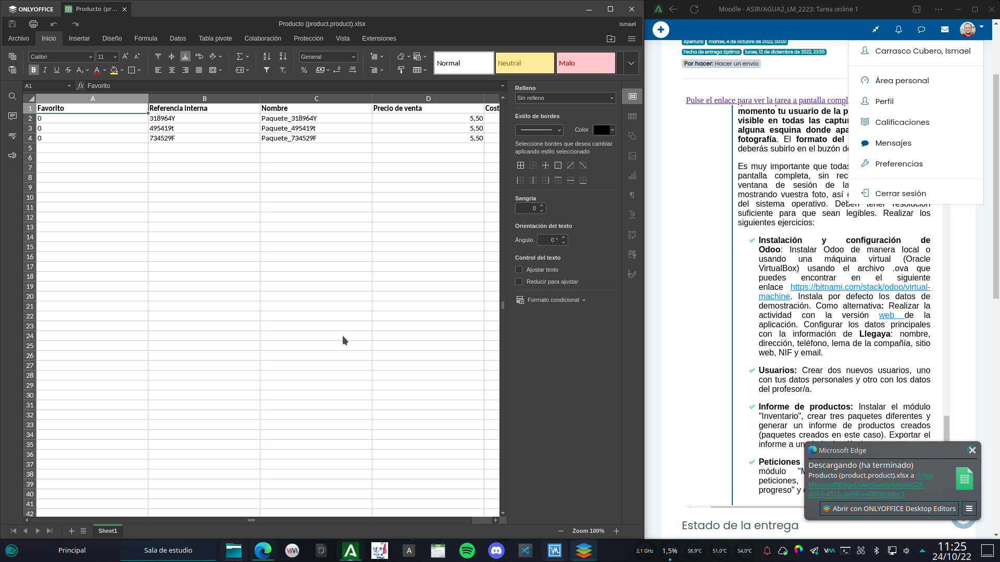 ONLYOFFICE
Producto (pr...
Producto (product.product).xlsx
ismael
Archivo
Inicio
Insertar
Diseño
Fórmula
Datos
Tabla pivote
Colaboración
Protección
Vista
Extensiones
Calibri
11
General
Normal
Neutral
Malo
A1
Favorito
A B C D
1 Favorito Referencia interna Nombre Precio de venta Cost
2 0 318964Y Paquete_318964Y 5,50
3 0 495419t Paquete_495419t 5,50
4 0 734529F Paquete_734529F 5,50
5
6
7
8
9
10
11
12
13
14
15
16
17
18
19
20
21
22
23
24
25
26
27
28
29
30
31
32
33
34
35
36
37
38
39
40
41
42
Sheet1
Zoom 100%
Relleno
Sin relleno
Estilo de bordes
Color
Seleccione bordes que desea cambiar
aplicando estilo seleccionado
Sangría
0
Orientación del texto
Ángulo
0 °
Control del texto
Ajustar texto
Reducir para ajustar
Formato condicional
Moodle - ASIR/AGUA2_LM_2223: Tarea online 1
Apertura: martes, 4 de octubre de 2022, 00:00
Fecha de entrega óptima: lunes, 12 de diciembre de 2022, 23:55
Por hacer: Hacer un envío
Carrasco Cubero, Ismael
Área personal
Perfil
Calificaciones
Mensajes
Preferencias
Cerrar sesión
Pulse el enlace para ver la tarea a pantalla compl
momento tu usuario de la p
visible en todas las captur
alguna esquina donde apa
fotografía. El formato del
deberás subirlo en el buzón de
Es muy importante que todas
pantalla completa, sin rec
ventana de sesión de la
mostrando vuestra foto, así c
del sistema operativo. Deben tener resolución
suficiente para que sean legibles. Realizar los
siguientes ejercicios:
Instalación y configuración de
Odoo: Instalar Odoo de manera local o
usando una máquina virtual (Oracle
VirtualBox) usando el archivo .ova que
puedes encontrar en el siguiente
enlace https://bitnami.com/stack/odoo/virtual-
machine. Instala por defecto los datos de
demostración. Como alternativa: Realizar la
actividad con la versión web de la
aplicación. Configurar los datos principales
con la información de Llegaya: nombre,
dirección, teléfono, lema de la compañía, sitio
web, NIF y email.
Usuarios: Crear dos nuevos usuarios, uno
con tus datos personales y otro con los datos
del profesor/a.
Informe de productos: Instalar el módulo
"Inventario", crear tres paquetes diferentes y
generar un informe de productos creados
(paquetes creados en este caso). Exportar el
informe a un
Peticiones
módulo "M
peticiones,
progreso" y
Microsoft Edge
Descargando (ha terminado)
Producto (product.product).xlsx a /tmp/
MicrosoftEdgeDownloads/69c4dd28-
d0e3-451b-b496-e4f0f30ddec1
Abrir con ONLYOFFICE Desktop Editors
Estado de la entrega
Principal
Sala de estudio
2,1 GHz
1,5%
58,9°C
51,0°C
54,0°C
11:25
24/10/22